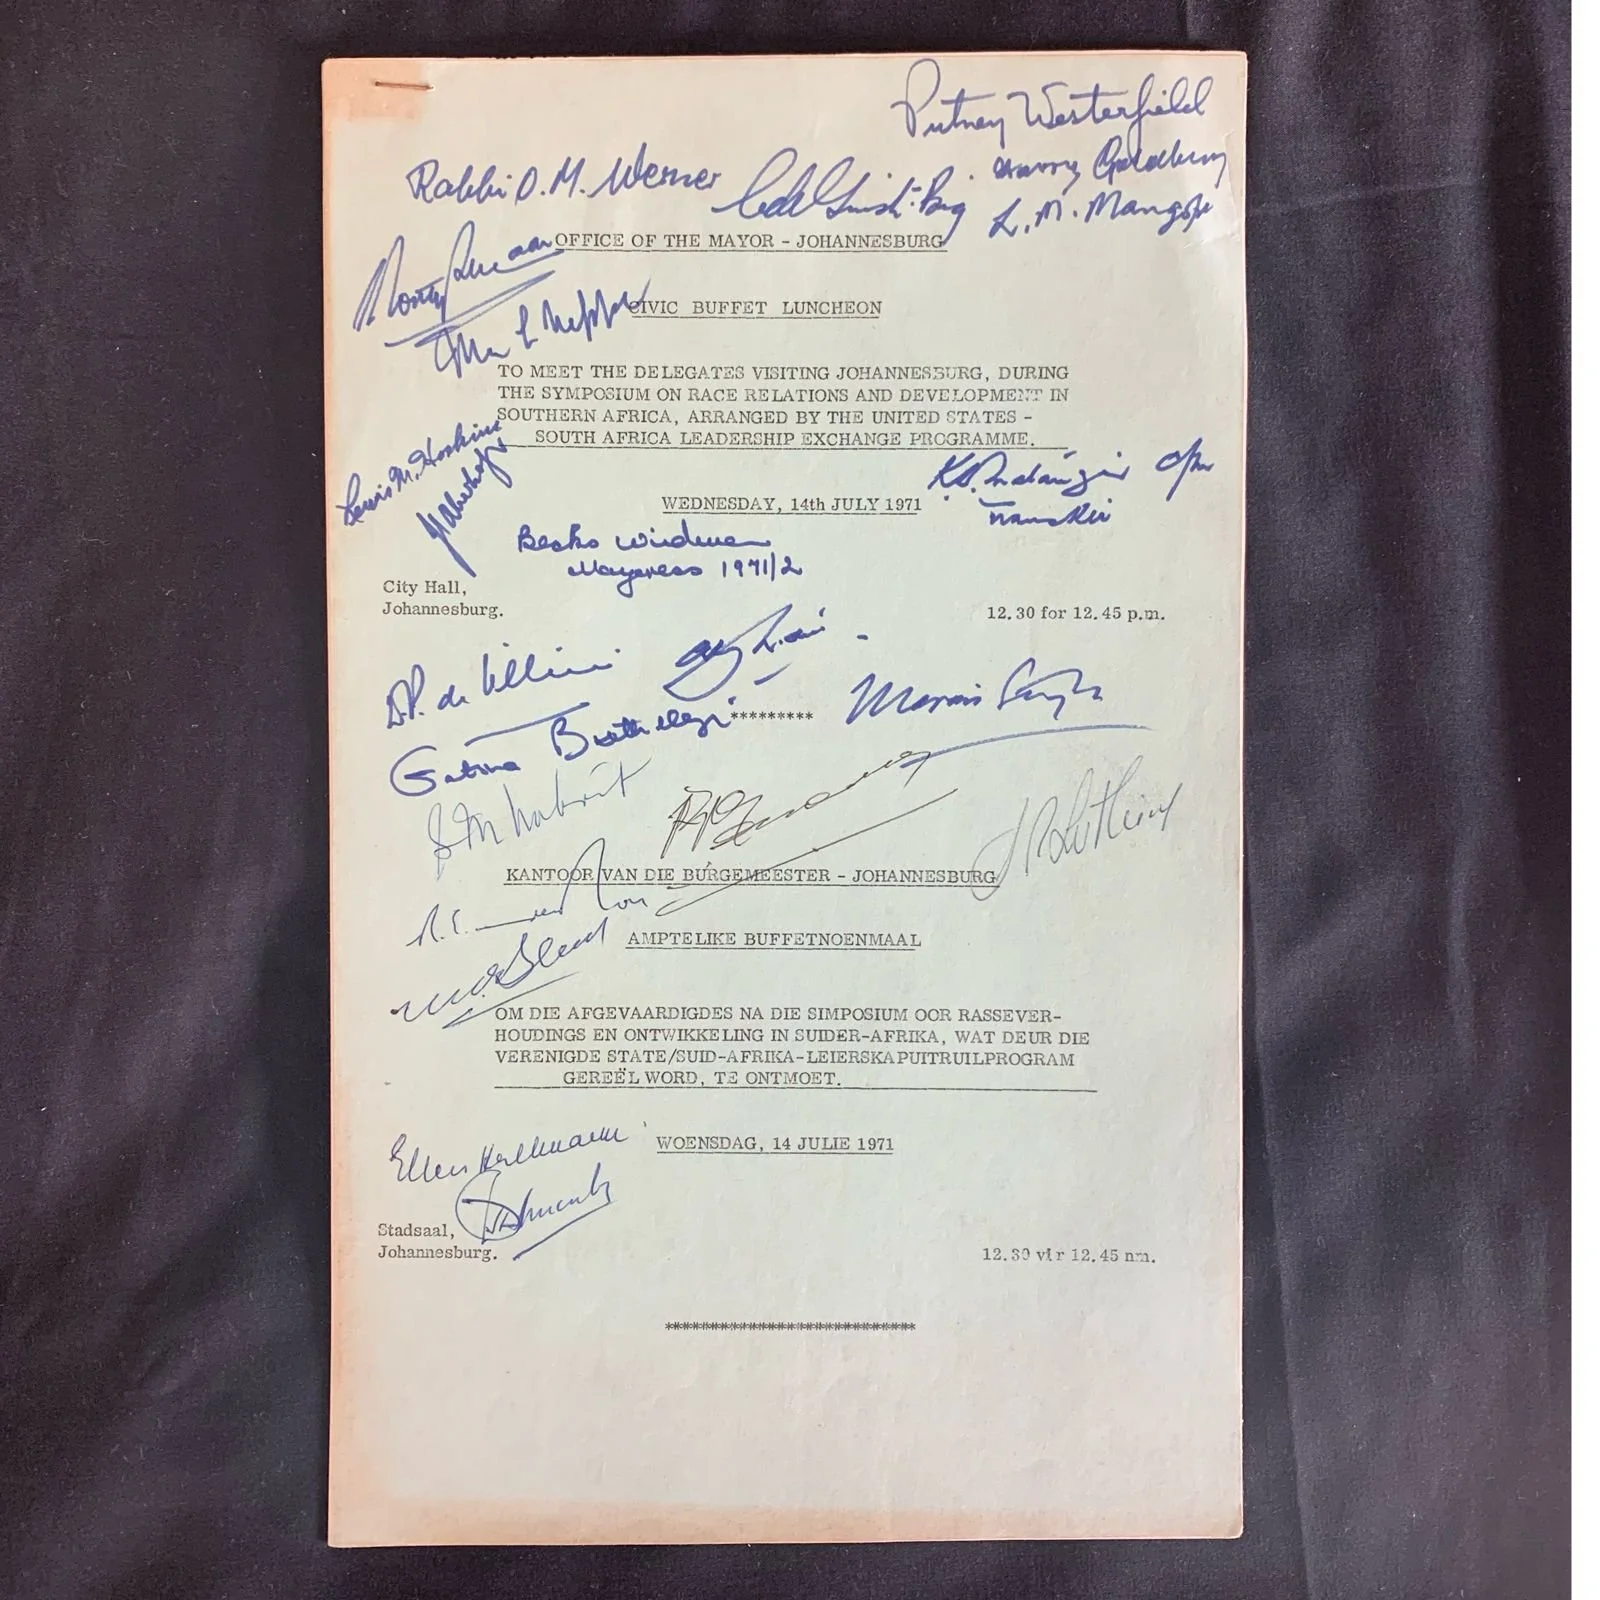 Putney Westerfield
Rabbi O. M. Werner
Harry Goldberg
L. M. Mangope
OFFICE OF THE MAYOR - JOHANNESBURG
CIVIC BUFFET LUNCHEON
TO MEET THE DELEGATES VISITING JOHANNESBURG, DURING
THE SYMPOSIUM ON RACE RELATIONS AND DEVELOPMENT IN
SOUTHERN AFRICA, ARRANGED BY THE UNITED STATES -
SOUTH AFRICA LEADERSHIP EXCHANGE PROGRAMME.
Lewis M. Hoskins
WEDNESDAY, 14th JULY 1971
Transkei
Mayoress 1971/2
City Hall,
Johannesburg.
12.30 for 12.45 p.m.
D.P. de Villiers
*********
Gatsha Buthelezi
KANTOOR VAN DIE BURGEMEESTER - JOHANNESBURG
AMPTELIKE BUFFETNOENMAAL
OM DIE AFGEVAARDIGDES NA DIE SIMPOSIUM OOR RASSEVER-
HOUDINGS EN ONTWIKKELING IN SUIDER-AFRIKA, WAT DEUR DIE
VERENIGDE STATE/SUID-AFRIKA-LEIERSKAPUITRUILPROGRAM
GEREËL WORD, TE ONTMOET.
Ellen Hellmann
WOENSDAG, 14 JULIE 1971
Stadsaal,
Johannesburg.
12.30 vir 12.45 nm.